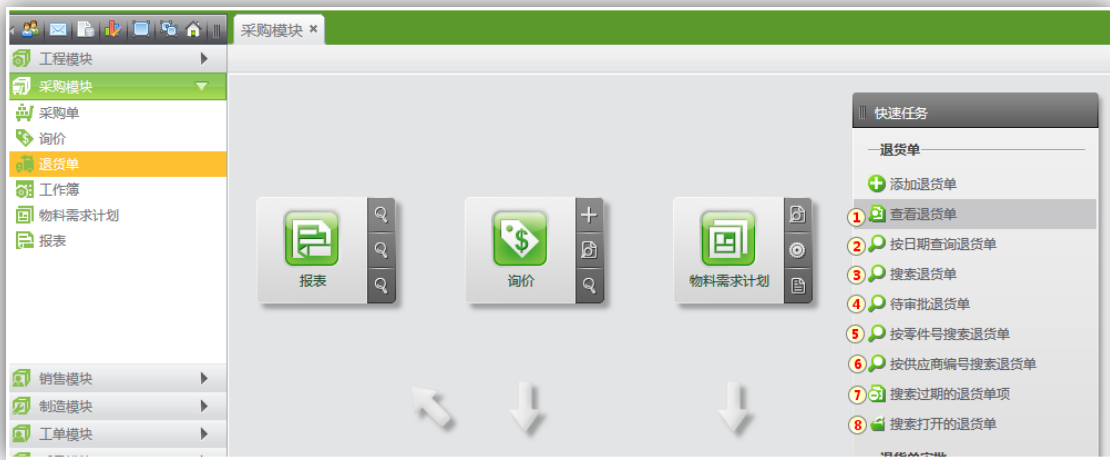 采购模块 ×
工程模块
采购模块
采购单
询价
退货单
工作簿
物料需求计划
报表
销售模块
制造模块
工单模块
报表
询价
物料需求计划
快速任务
退货单
添加退货单
1 查看退货单
2 按日期查询退货单
3 搜索退货单
4 待审批退货单
5 按零件号搜索退货单
6 按供应商编号搜索退货单
7 搜索过期的退货单项
8 搜索打开的退货单
退货单审批